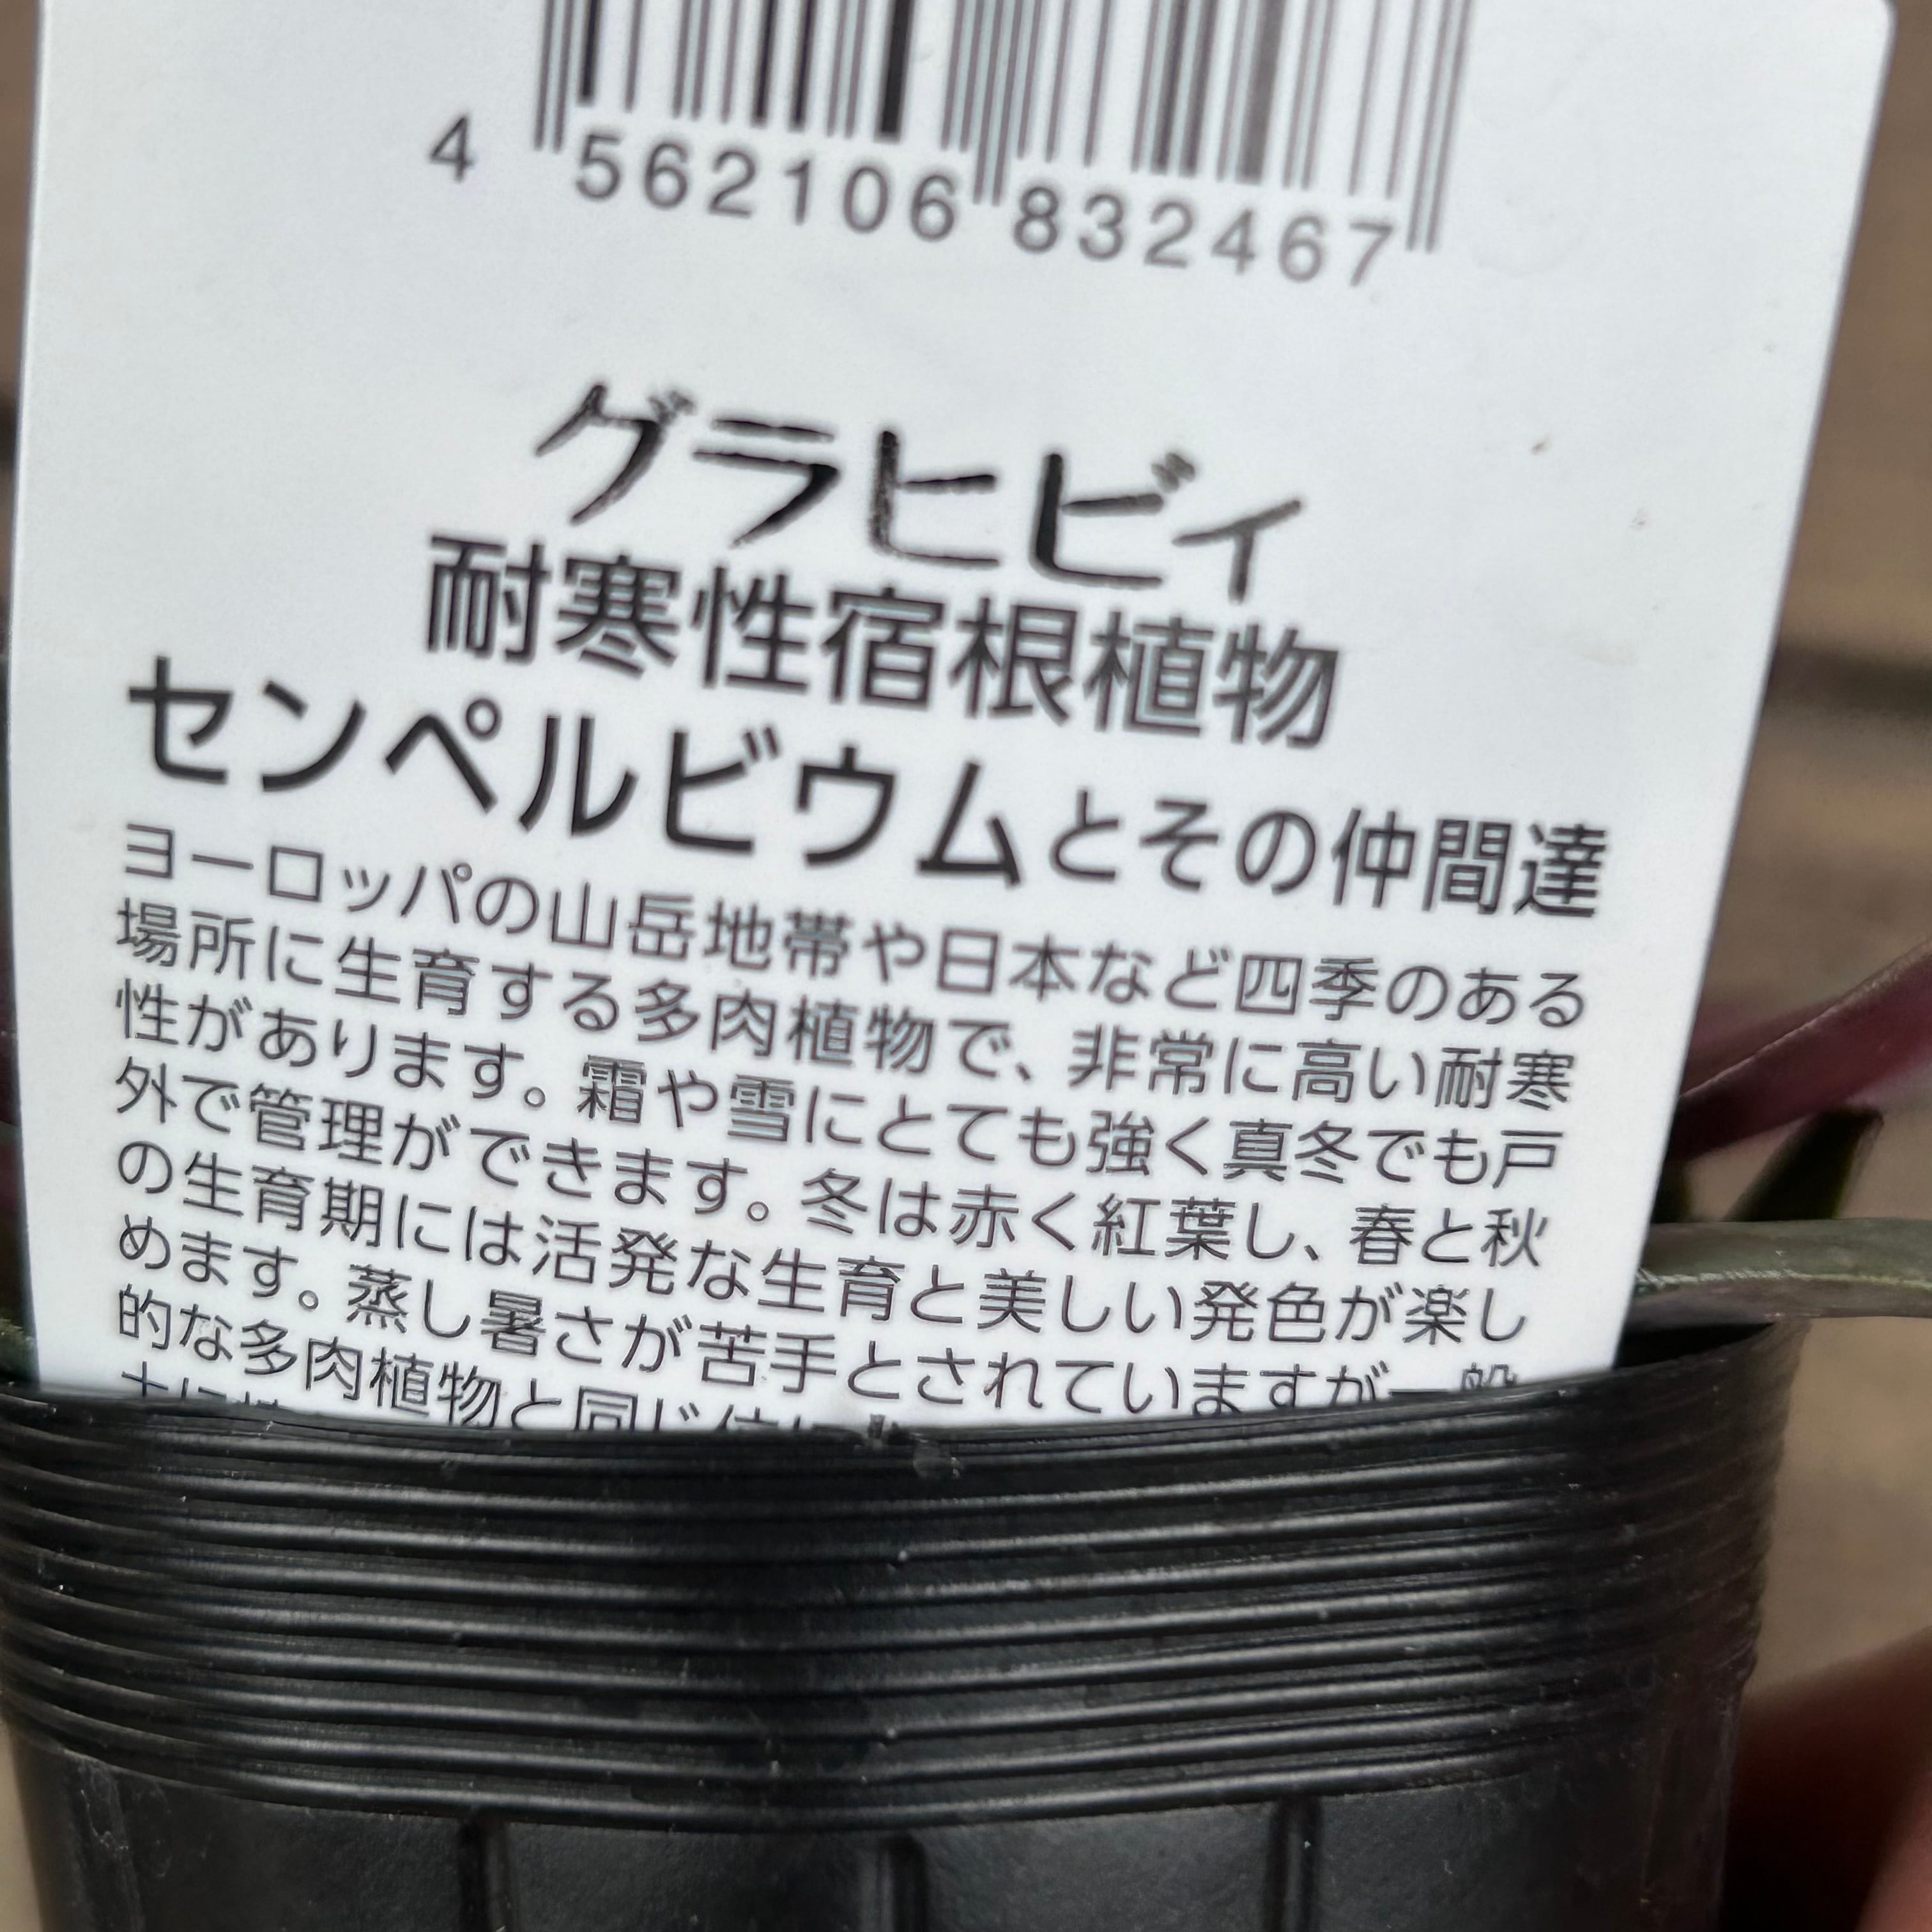 4 562106 832467
グラヒビィ
耐寒性宿根植物
センペルビウムとその仲間達
ヨーロッパの山岳地帯や日本など四季のある
場所に生育する多肉植物で、非常に高い耐寒
性があります。霜や雪にとても強く真冬でも戸
外で管理ができます。冬は赤く紅葉し、春と秋
の生育期には活発な生育と美しい発色が楽し
めます。蒸し暑さが苦手とされていますが一般
的な多肉植物と同じ